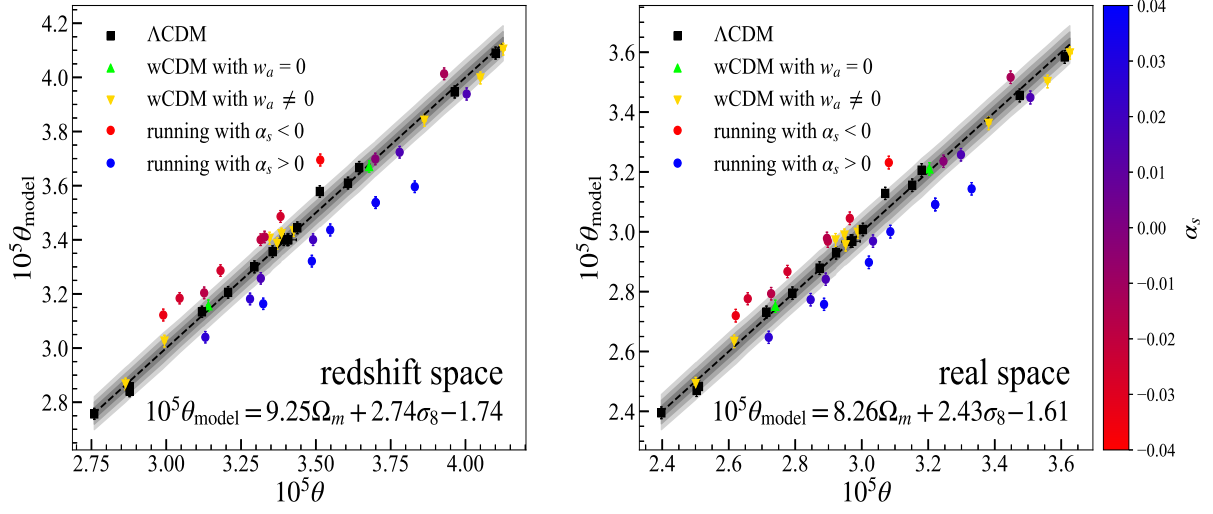 4.2
4.0
3.8
3.6
3.4
3.2
3.0
2.8
10⁵θ_model
ΛCDM
wCDM with w_a = 0
wCDM with w_a ≠ 0
running with α_s < 0
running with α_s > 0
redshift space
10⁵θ_model = 9.25Ω_m + 2.74σ_8 − 1.74
2.75 3.00 3.25 3.50 3.75 4.00
10⁵θ
3.6
3.4
3.2
3.0
2.8
2.6
2.4
10⁵θ_model
ΛCDM
wCDM with w_a = 0
wCDM with w_a ≠ 0
running with α_s < 0
running with α_s > 0
real space
10⁵θ_model = 8.26Ω_m + 2.43σ_8 − 1.61
2.4 2.6 2.8 3.0 3.2 3.4 3.6
10⁵θ
0.04
0.03
0.02
0.01
0.00
−0.01
−0.02
−0.03
−0.04
α_s